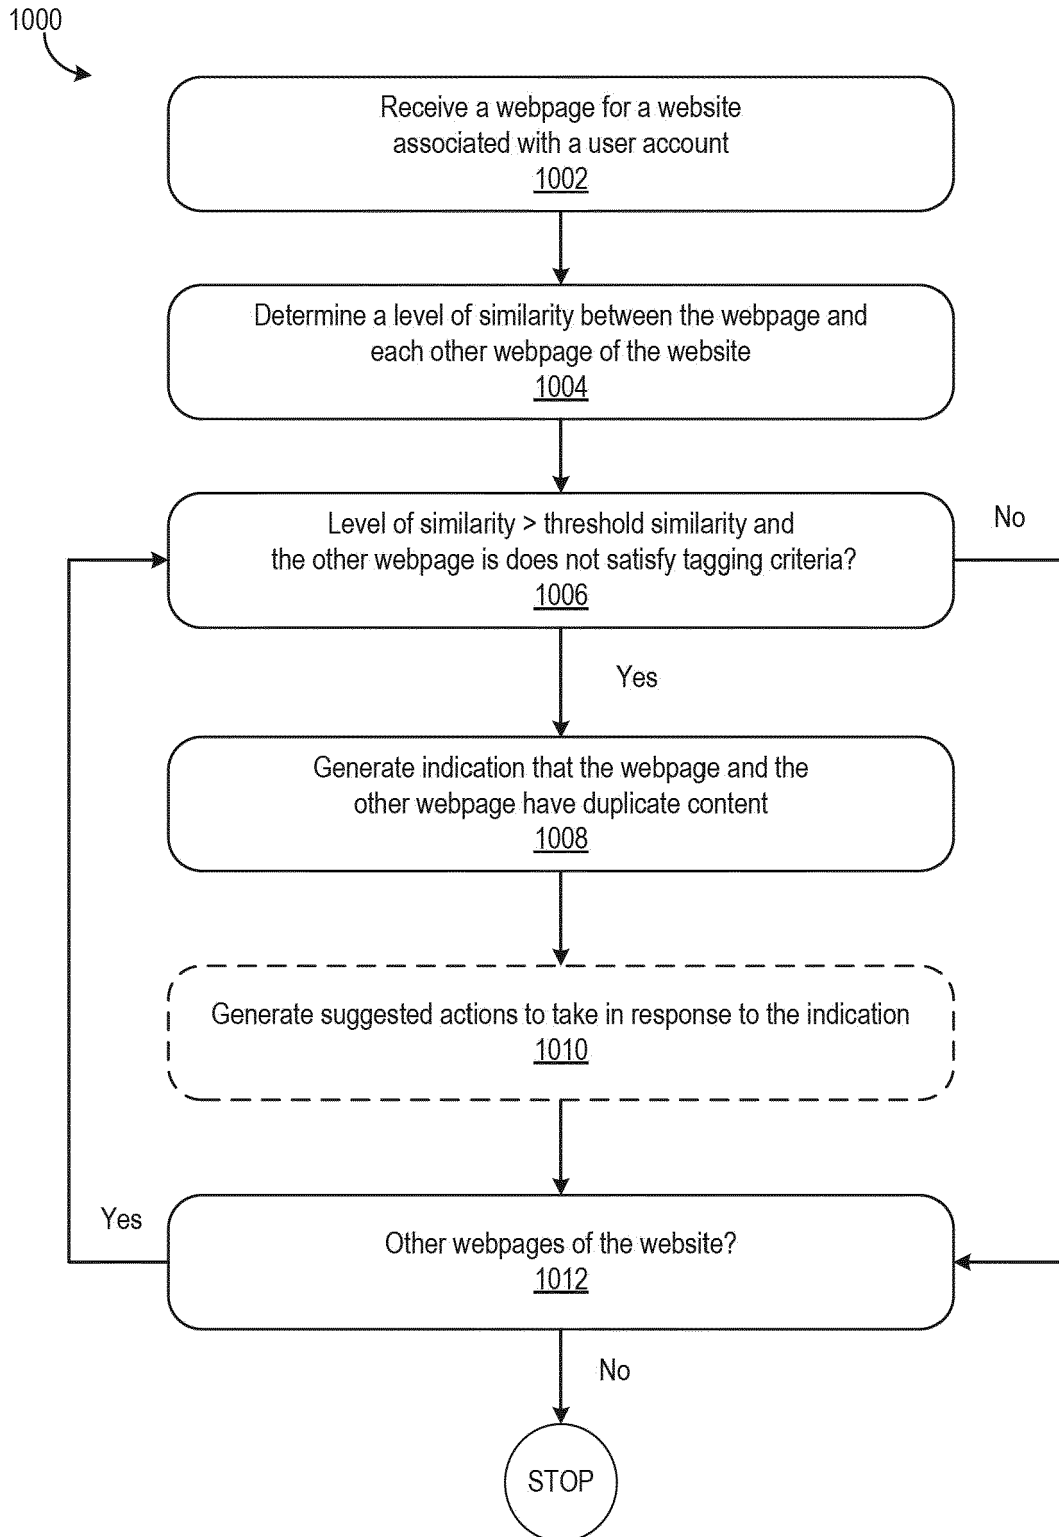 1000
Receive a webpage for a website
associated with a user account
1002
Determine a level of similarity between the webpage and
each other webpage of the website
1004
Level of similarity > threshold similarity and
the other webpage is does not satisfy tagging criteria?
1006
No
Yes
Generate indication that the webpage and the
other webpage have duplicate content
1008
Generate suggested actions to take in response to the indication
1010
Yes
Other webpages of the website?
1012
No
STOP